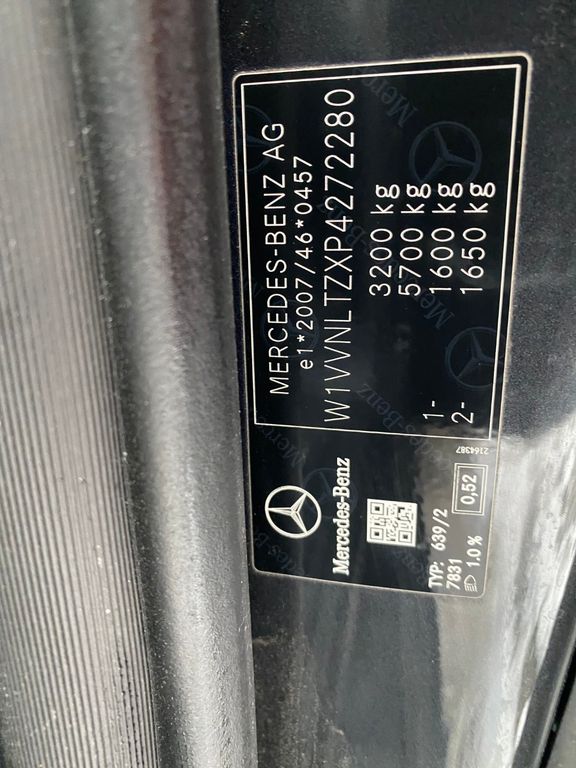 MERCEDES-BENZ AG
e1*2007/46*0457
W1VVNLTZXP4272280
3200 kg
5700 kg
1- 1600 kg
2- 1650 kg
Mercedes-Benz
2164387
TYP: 639/2
7831
0,52
1.0 %